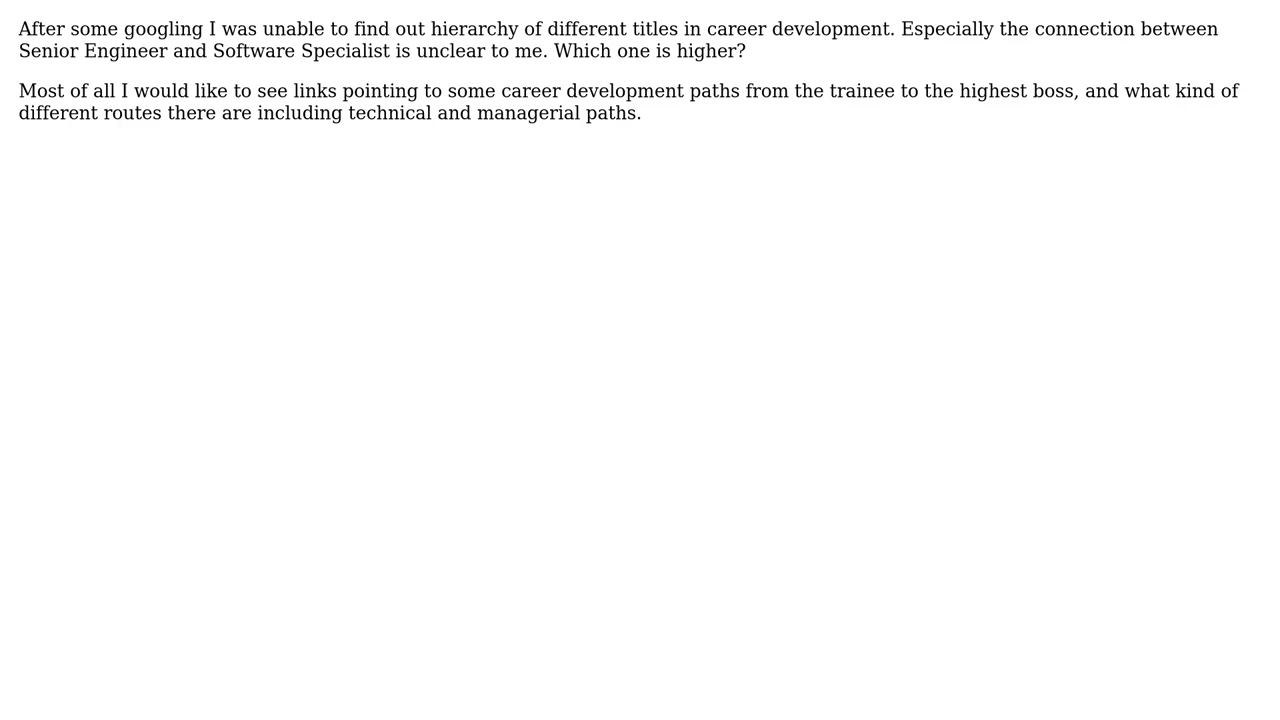 After some googling I was unable to find out hierarchy of different titles in career development. Especially the connection between
Senior Engineer and Software Specialist is unclear to me. Which one is higher?
Most of all I would like to see links pointing to some career development paths from the trainee to the highest boss, and what kind of
different routes there are including technical and managerial paths.